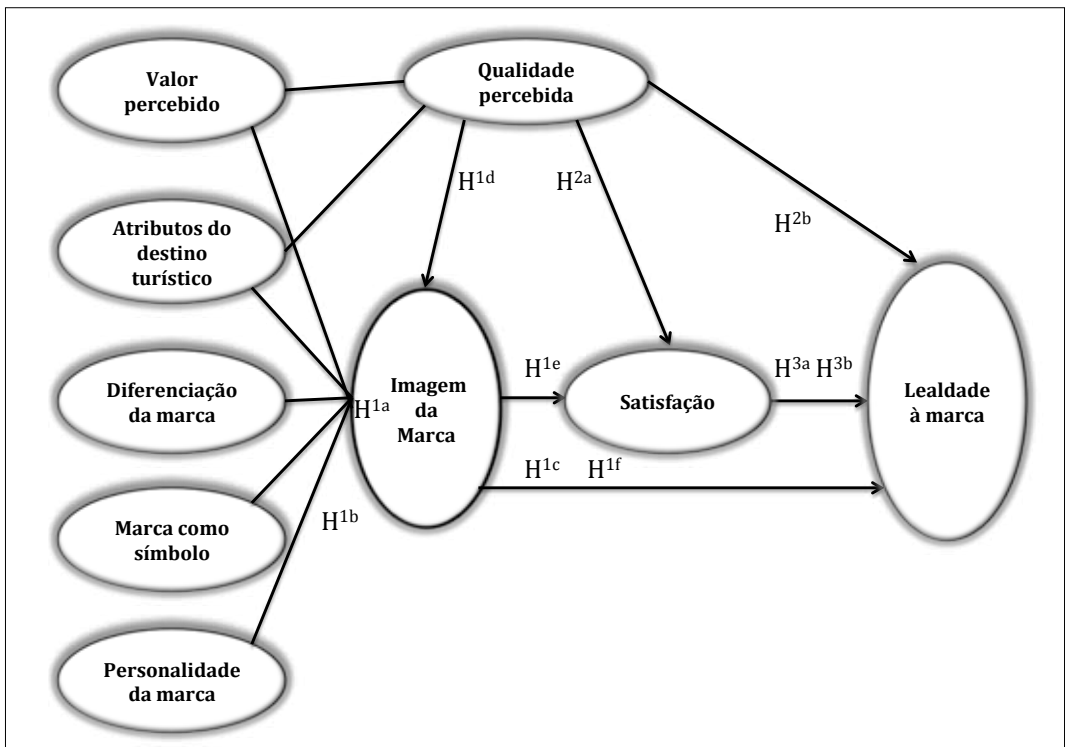 Valor
percebido
Qualidade
percebida
H1d
H2a
H2b
Atributos do
destino
turístico
Diferenciação
da marca
H1a
Imagem
da
Marca
H1e
Satisfação
H3a H3b
Lealdade
à marca
H1c H1f
Marca como
símbolo
H1b
Personalidade
da marca